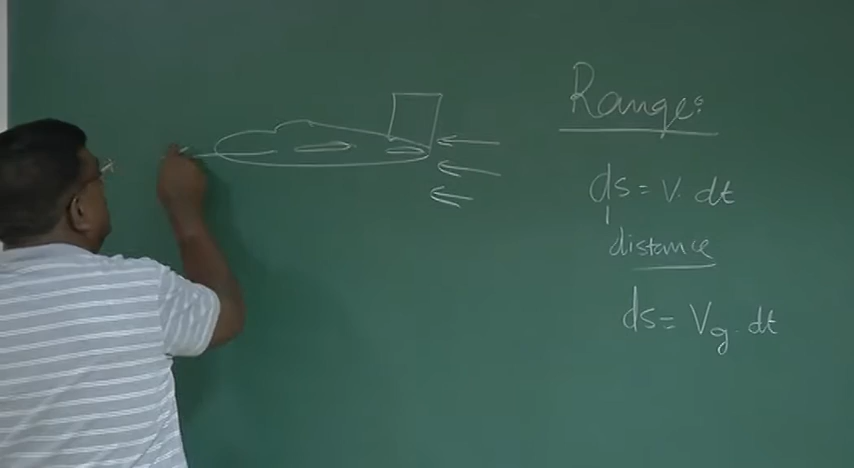 Range:
ds = V. dt
distance
ds = Vg. dt